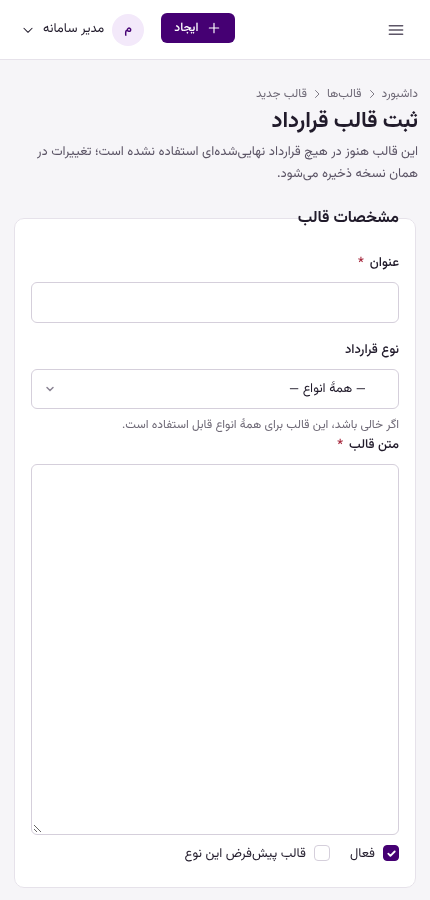 ایجاد
م
مدیر سامانه
داشبورد
قالب‌ها
قالب جدید
ثبت قالب قرارداد
این قالب هنوز در هیچ قرارداد نهایی‌شده‌ای استفاده نشده است؛ تغییرات در
همان نسخه ذخیره می‌شود.
مشخصات قالب
عنوان *
نوع قرارداد
— همهٔ انواع —
اگر خالی باشد، این قالب برای همهٔ انواع قابل استفاده است.
متن قالب *
فعال
قالب پیش‌فرض این نوع